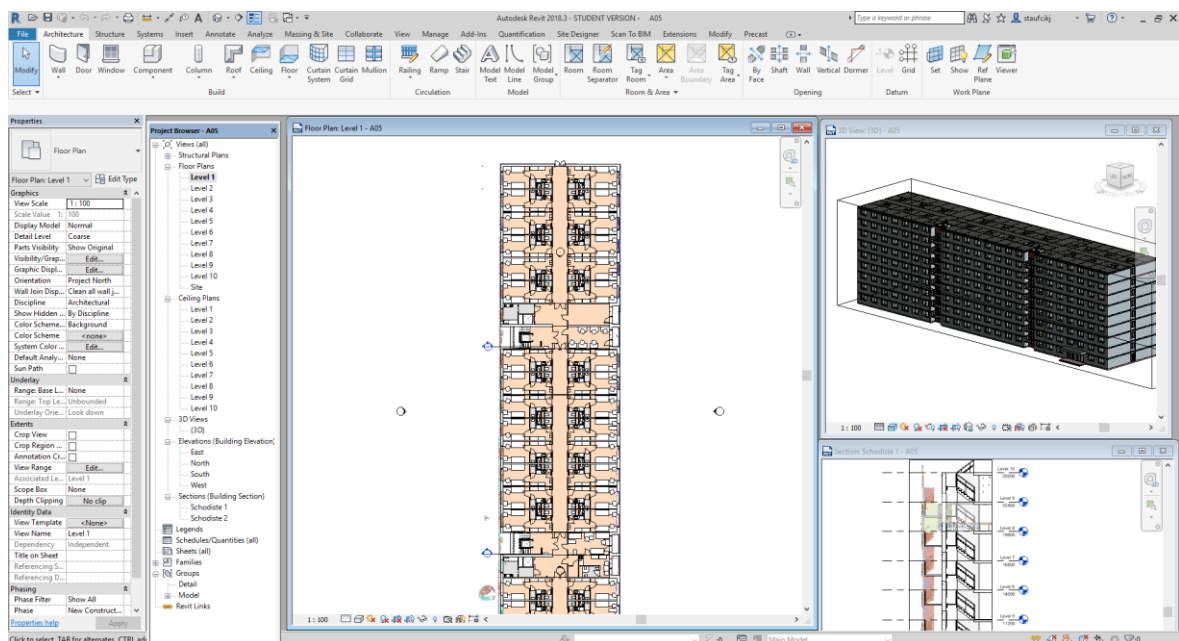 Autodesk Revit 2018.3 - STUDENT VERSION - A05
Type a keyword or phrase
staufcikj
File Architecture Structure Systems Insert Annotate Analyze Massing & Site Collaborate View Manage Add-Ins Quantification Site Designer Scan To BIM Extensions Modify Precast
Modify Wall Door Window Component Column Roof Ceiling Floor Curtain System Curtain Grid Mullion Railing Ramp Stair Model Text Model Line Model Group Room Room Separator Tag Room Area Area Boundary Tag Area By Face Shaft Wall Vertical Dormer Level Grid Set Show Ref Plane Viewer
Select Build Circulation Model Room & Area Opening Datum Work Plane
Properties
Floor Plan
Floor Plan: Level 1 Edit Type
Graphics
View Scale 1 : 100
Scale Value 1: 100
Display Model Normal
Detail Level Coarse
Parts Visibility Show Original
Visibility/Grap... Edit...
Graphic Displ... Edit...
Orientation Project North
Wall Join Disp... Clean all wall j...
Discipline Architectural
Show Hidden ... By Discipline
Color Scheme... Background
Color Scheme <none>
System Color ... Edit...
Default Analy... None
Sun Path
Underlay
Range: Base L... None
Range: Top Le... Unbounded
Underlay Orie... Look down
Extents
Crop View
Crop Region ...
Annotation Cr...
View Range Edit...
Associated Le... Level 1
Scope Box None
Depth Clipping No clip
Identity Data
View Template <None>
View Name Level 1
Dependency Independent
Title on Sheet
Referencing S...
Referencing D...
Phasing
Phase Filter Show All
Phase New Construct...
Properties help Apply
Project Browser - A05
Views (all)
Structural Plans
Floor Plans
Level 1
Level 2
Level 3
Level 4
Level 5
Level 6
Level 7
Level 8
Level 9
Level 10
Site
Ceiling Plans
Level 1
Level 2
Level 3
Level 4
Level 5
Level 6
Level 7
Level 8
Level 9
Level 10
3D Views
{3D}
Elevations (Building Elevation)
East
North
South
West
Sections (Building Section)
Schodiste 1
Schodiste 2
Legends
Schedules/Quantities (all)
Sheets (all)
Families
Groups
Detail
Model
Revit Links
Floor Plan: Level 1 - A05
1 : 100
3D View: {3D} - A05
1 : 100
Section: Schodiste 1 - A05
Level 10
Level 9
Level 8
Level 7
Level 6
Level 5
Main Model